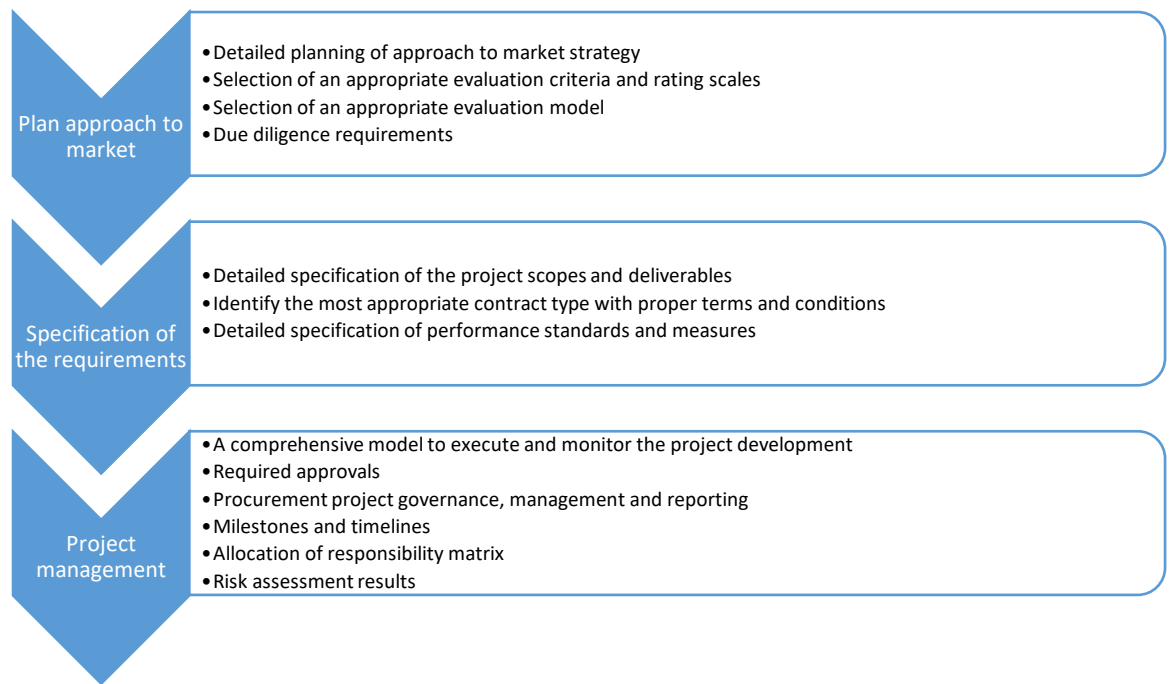 Plan approach to
market
•Detailed planning of approach to market strategy
•Selection of an appropriate evaluation criteria and rating scales
•Selection of an appropriate evaluation model
•Due diligence requirements
Specification of
the requirements
•Detailed specification of the project scopes and deliverables
•Identify the most appropriate contract type with proper terms and conditions
•Detailed specification of performance standards and measures
Project
management
•A comprehensive model to execute and monitor the project development
•Required approvals
•Procurement project governance, management and reporting
•Milestones and timelines
•Allocation of responsibility matrix
•Risk assessment results